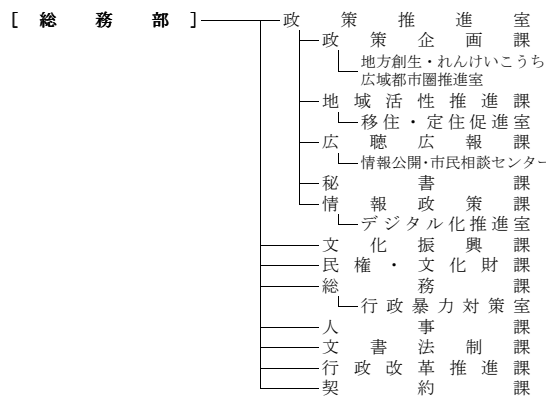 [総務部] 政策推進室
政策企画課
地方創生・れんけいこうち
広域都市圏推進室
地域活性推進課
移住・定住促進室
広聴広報課
情報公開・市民相談センター
秘書課
情報政策課
デジタル化推進室
文化振興課
民権・文化財課
総務課
行政暴力対策室
人事課
文書法制課
行政改革推進課
契約課